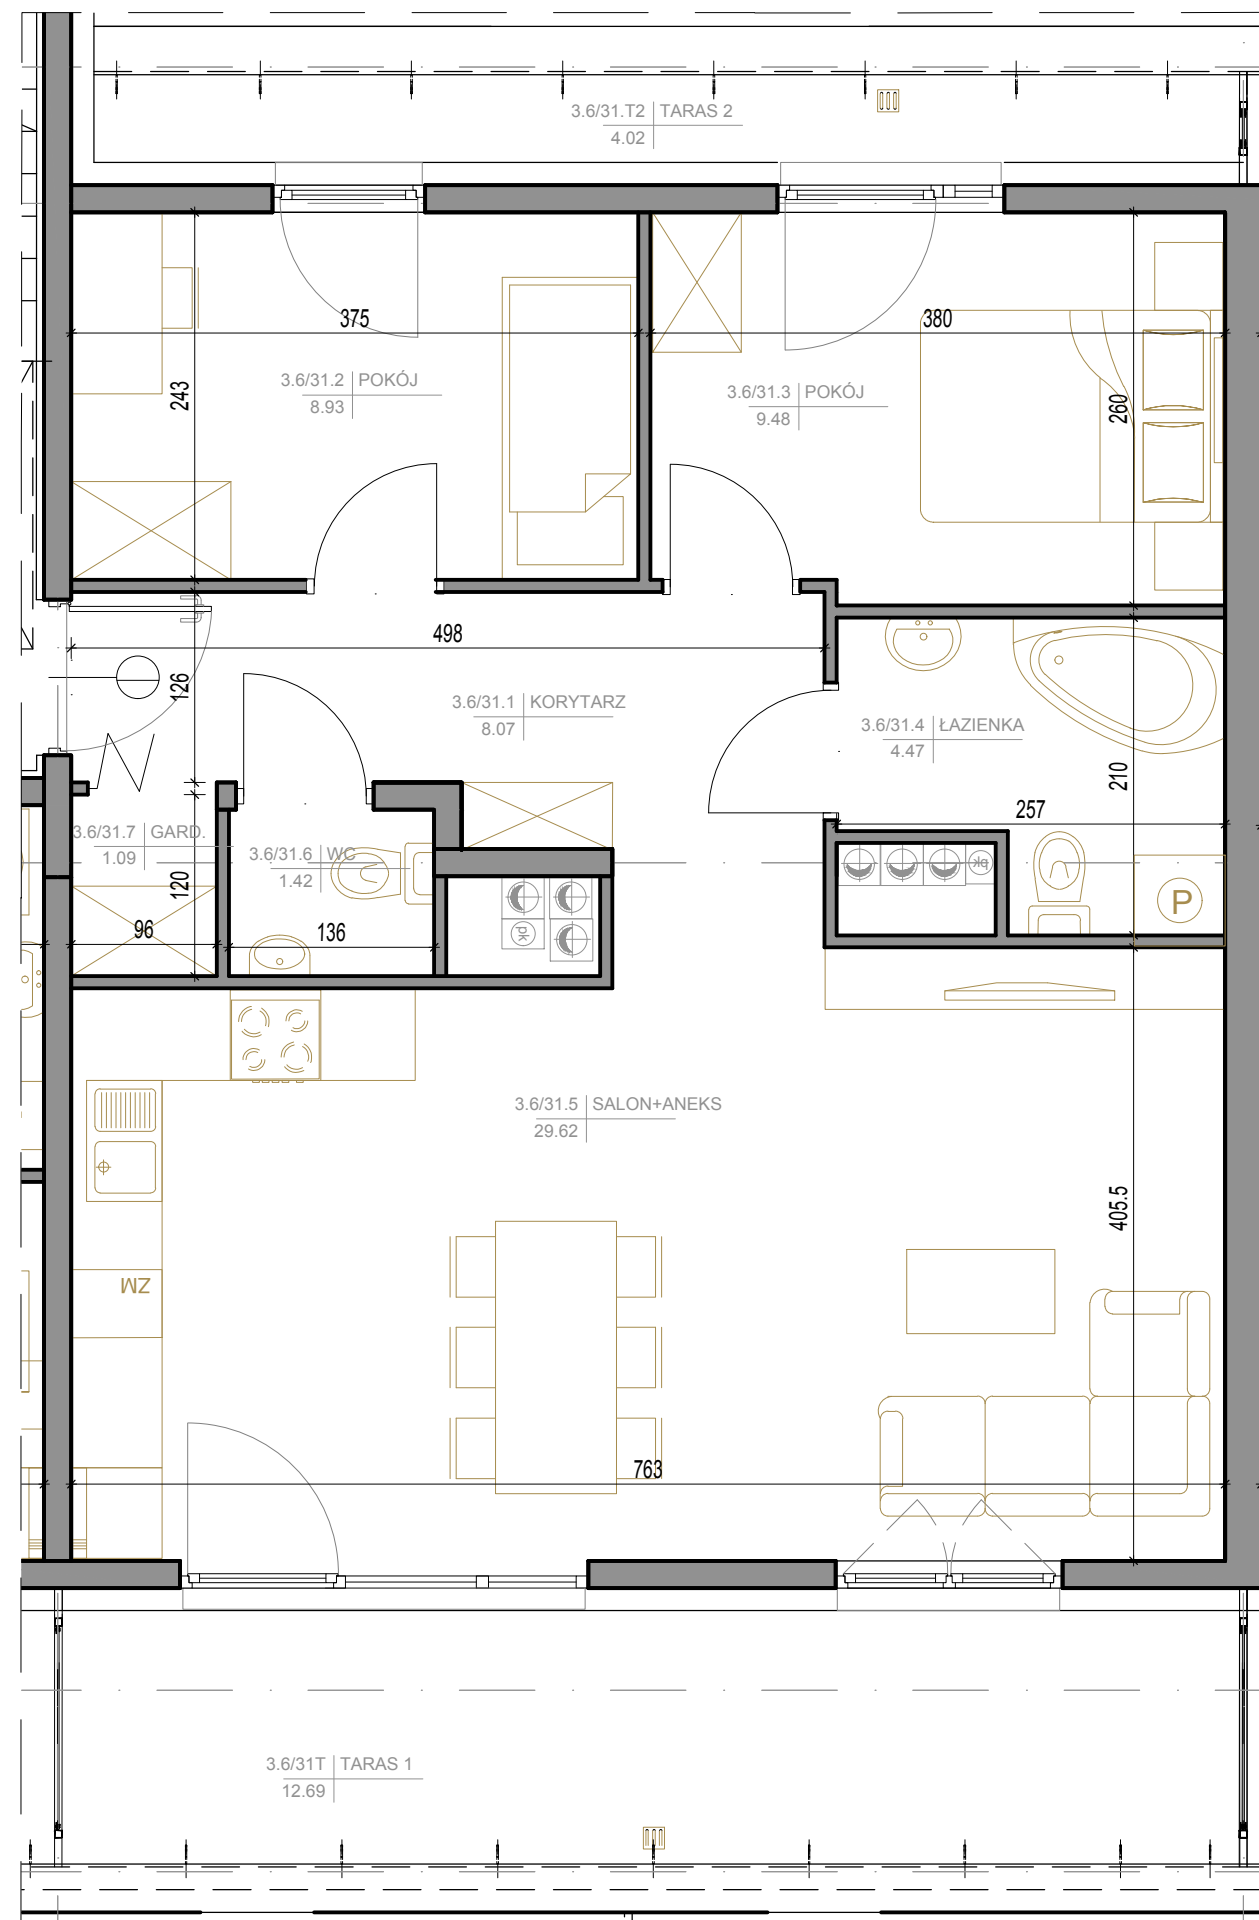 3.6/31.T2 TARAS 2
4.02
375
380
243
3.6/31.2 POKÓJ
8.93
3.6/31.3 POKÓJ
9.48
260
498
126
3.6/31.1 KORYTARZ
8.07
3.6/31.4 ŁAZIENKA
4.47
210
257
3.6/31.7 GARD.
1.09
3.6/31.6 WC
1.42
120
pk
P
96
136
pk
3.6/31.5 SALON+ANEKS
29.62
405.5
ZM
763
3.6/31T TARAS 1
12.69